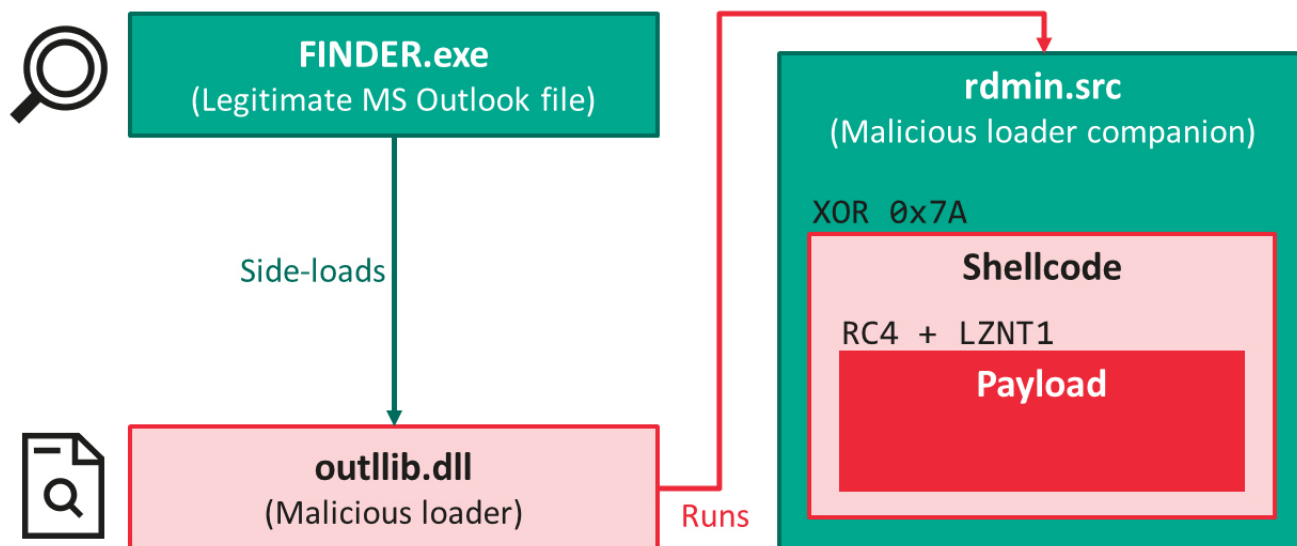 FINDER.exe
(Legitimate MS Outlook file)
Side-loads
outllib.dll
(Malicious loader)
Runs
rdmin.src
(Malicious loader companion)
XOR 0x7A
Shellcode
RC4 + LZNT1
Payload